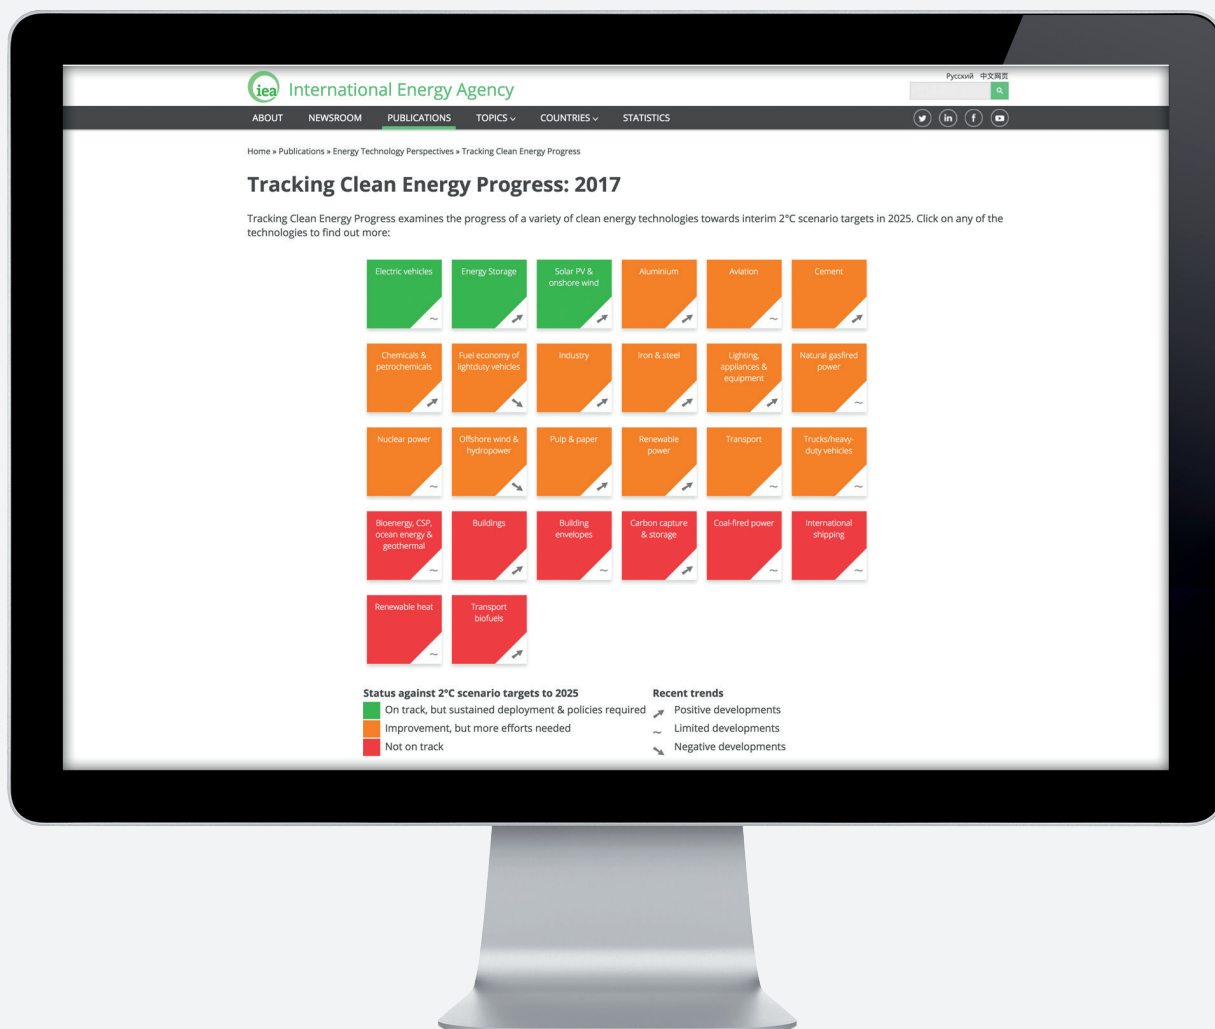 Русский 中文网页
iea International Energy Agency
ABOUT NEWSROOM PUBLICATIONS TOPICS COUNTRIES STATISTICS
Home » Publications » Energy Technology Perspectives » Tracking Clean Energy Progress
Tracking Clean Energy Progress: 2017
Tracking Clean Energy Progress examines the progress of a variety of clean energy technologies towards interim 2°C scenario targets in 2025. Click on any of the
technologies to find out more:
Electric vehicles
~
Energy Storage
Solar PV &
onshore wind
Aluminium
Aviation
~
Cement
Chemicals &
petrochemicals
Fuel economy of
lightduty vehicles
Industry
Iron & steel
Lighting,
appliances &
equipment
Natural gasfired
power
~
Nuclear power
~
Offshore wind &
hydropower
Pulp & paper
Renewable
power
Transport
~
Trucks/heavy-
duty vehicles
~
Bioenergy, CSP,
ocean energy &
geothermal
~
Buildings
Building
envelopes
~
Carbon capture
& storage
Coal-fired power
~
International
shipping
~
Renewable heat
~
Transport
biofuels
Status against 2°C scenario targets to 2025
On track, but sustained deployment & policies required
Improvement, but more efforts needed
Not on track
Recent trends
Positive developments
~ Limited developments
Negative developments